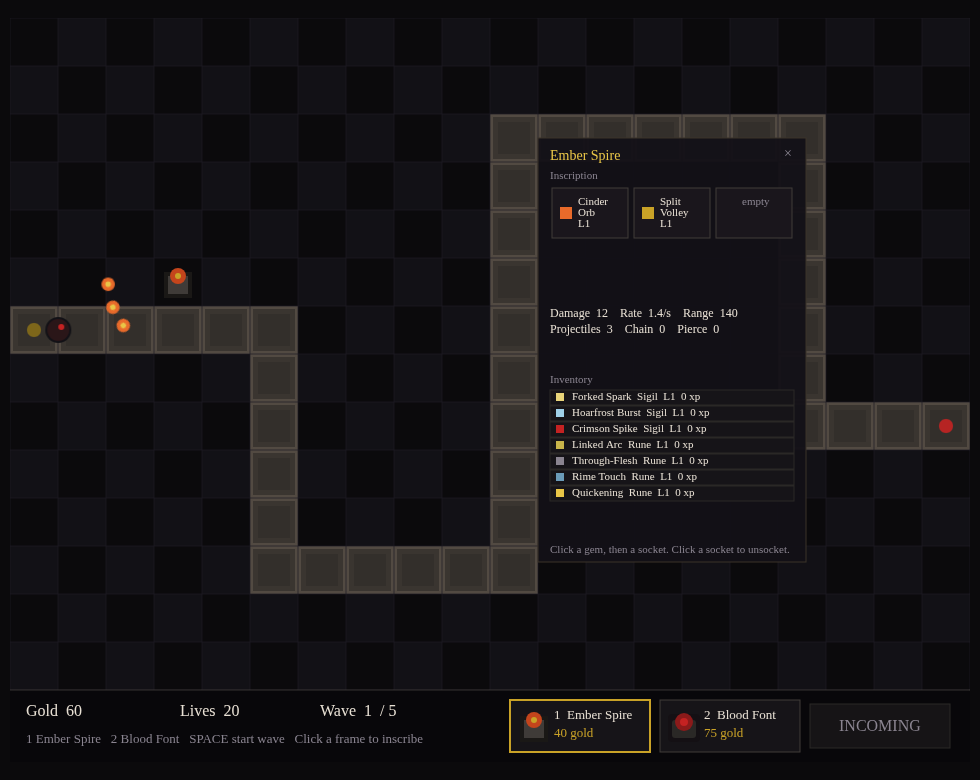 Ember Spire ×
Inscription
Cinder
Orb
L1
Split
Volley
L1
empty
Damage 12 Rate 1.4/s Range 140
Projectiles 3 Chain 0 Pierce 0
Inventory
Forked Spark Sigil L1 0 xp
Hoarfrost Burst Sigil L1 0 xp
Crimson Spike Sigil L1 0 xp
Linked Arc Rune L1 0 xp
Through-Flesh Rune L1 0 xp
Rime Touch Rune L1 0 xp
Quickening Rune L1 0 xp
Click a gem, then a socket. Click a socket to unsocket.
Gold 60 Lives 20 Wave 1 / 5
1 Ember Spire 2 Blood Font SPACE start wave Click a frame to inscribe
1 Ember Spire
40 gold
2 Blood Font
75 gold
INCOMING